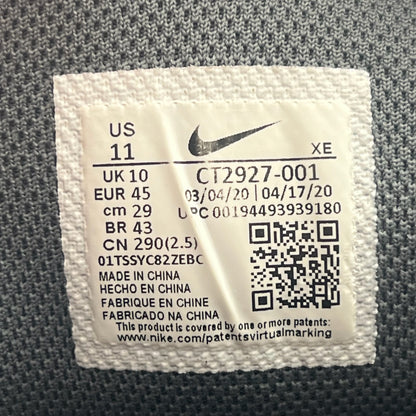 US
11
XE
UK 10
EUR 45
cm 29
BR 43
CN 290(2.5)
01TSSYC82ZEBC
CT2927-001
03/04/20 | 04/17/20
UPC 00194493939180
MADE IN CHINA
HECHO EN CHINA
FABRIQUE EN CHINE
FABRICADO NA CHINA
This product is covered by one or more patents:
www.nike.com/patentsvirtualmarking